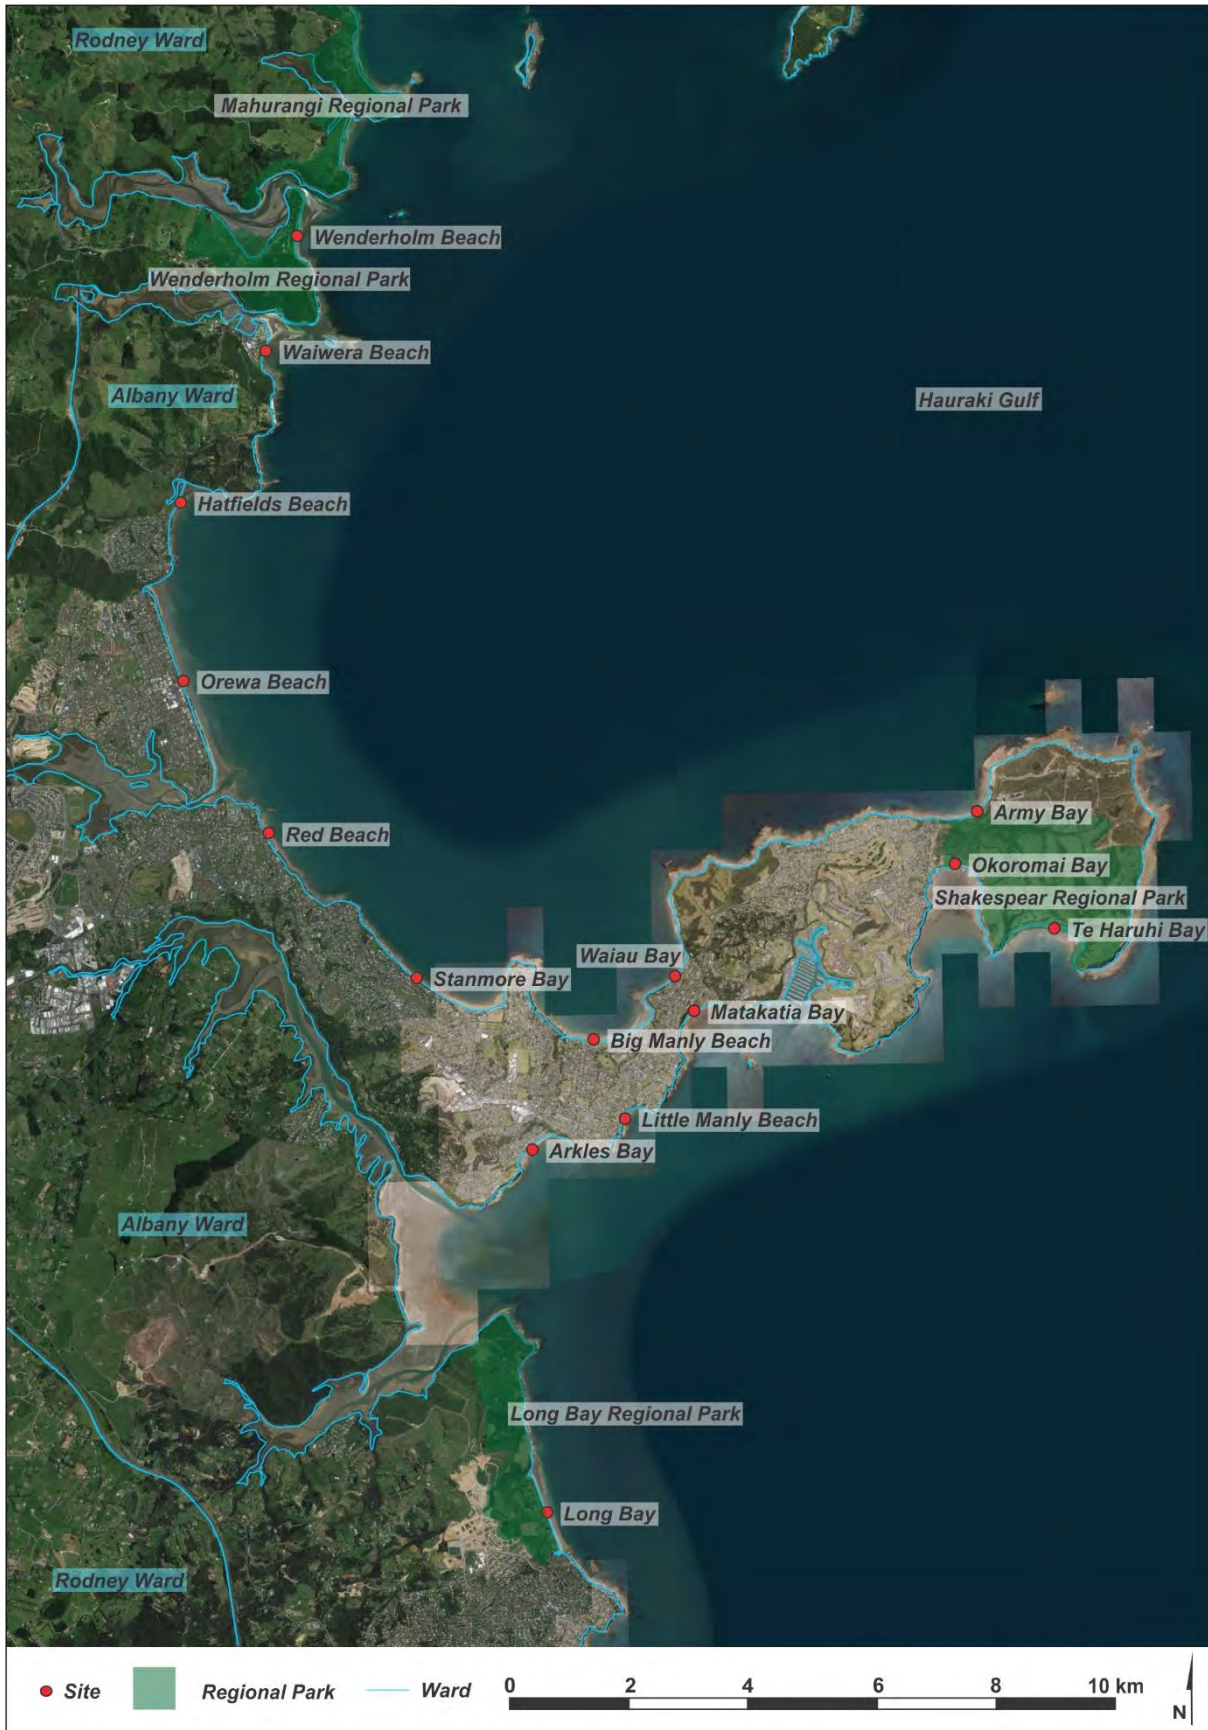 Rodney Ward
Mahurangi Regional Park
Wenderholm Beach
Wenderholm Regional Park
Waiwera Beach
Albany Ward
Hauraki Gulf
Hatfields Beach
Orewa Beach
Army Bay
Red Beach
Okoromai Bay
Shakespear Regional Park
Te Haruhi Bay
Waiau Bay
Stanmore Bay
Matakatia Bay
Big Manly Beach
Little Manly Beach
Arkles Bay
Albany Ward
Long Bay Regional Park
Long Bay
Rodney Ward
Site Regional Park Ward 0 2 4 6 8 10 km N